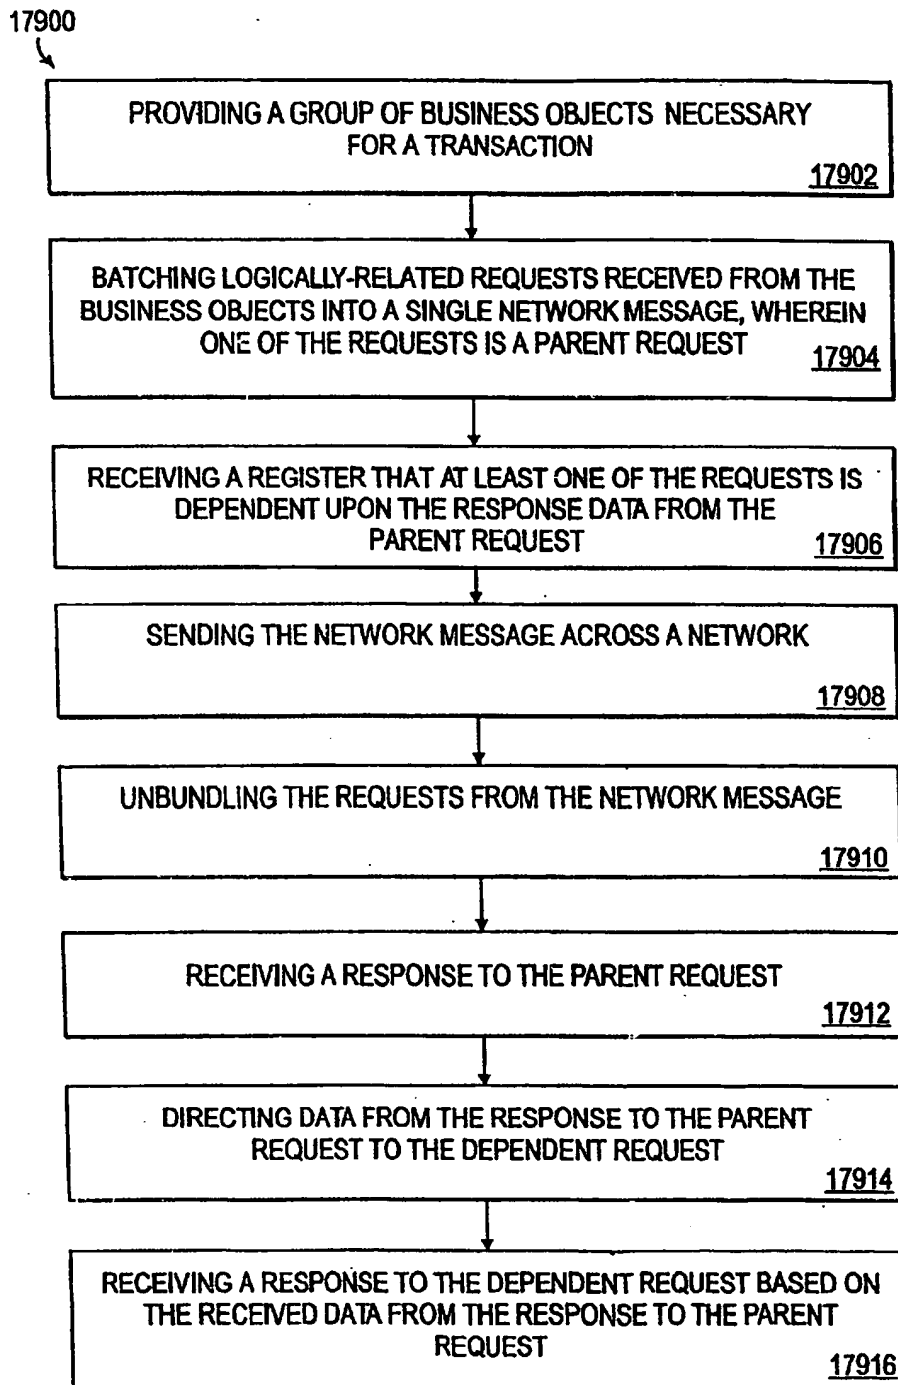 17900
PROVIDING A GROUP OF BUSINESS OBJECTS NECESSARY
FOR A TRANSACTION
17902
BATCHING LOGICALLY-RELATED REQUESTS RECEIVED FROM THE
BUSINESS OBJECTS INTO A SINGLE NETWORK MESSAGE, WHEREIN
ONE OF THE REQUESTS IS A PARENT REQUEST
17904
RECEIVING A REGISTER THAT AT LEAST ONE OF THE REQUESTS IS
DEPENDENT UPON THE RESPONSE DATA FROM THE
PARENT REQUEST
17906
SENDING THE NETWORK MESSAGE ACROSS A NETWORK
17908
UNBUNDLING THE REQUESTS FROM THE NETWORK MESSAGE
17910
RECEIVING A RESPONSE TO THE PARENT REQUEST
17912
DIRECTING DATA FROM THE RESPONSE TO THE PARENT
REQUEST TO THE DEPENDENT REQUEST
17914
RECEIVING A RESPONSE TO THE DEPENDENT REQUEST BASED ON
THE RECEIVED DATA FROM THE RESPONSE TO THE PARENT
REQUEST
17916